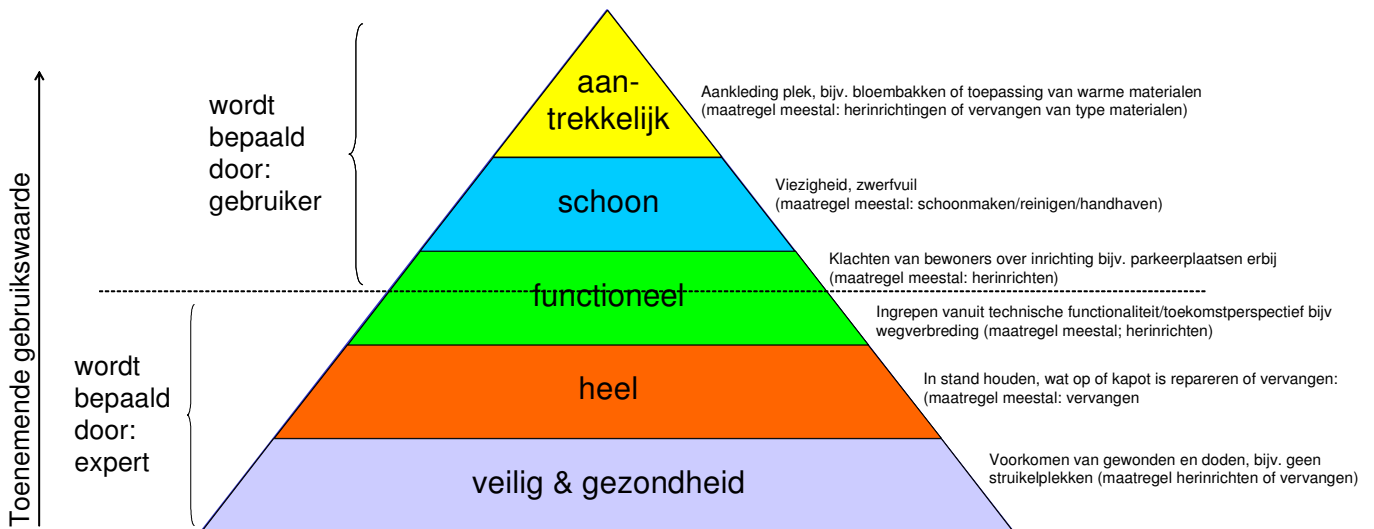 aan-
trekkelijk
Aankleding plek, bijv. bloembakken of toepassing van warme materialen
(maatregel meestal: herinrichtingen of vervangen van type materialen)
wordt
bepaald
door:
gebruiker
schoon
Viezigheid, zwerfvuil
(maatregel meestal: schoonmaken/reinigen/handhaven)
Klachten van bewoners over inrichting bijv. parkeerplaatsen erbij
(maatregel meestal: herinrichten)
functioneel
Ingrepen vanuit technische functionaliteit/toekomstperspectief bijv
wegverbreding (maatregel meestal; herinrichten)
wordt
bepaald
door:
expert
heel
In stand houden, wat op of kapot is repareren of vervangen:
(maatregel meestal: vervangen
veilig & gezondheid
Voorkomen van gewonden en doden, bijv. geen
struikelplekken (maatregel herinrichten of vervangen)
Toenemende gebruikswaarde